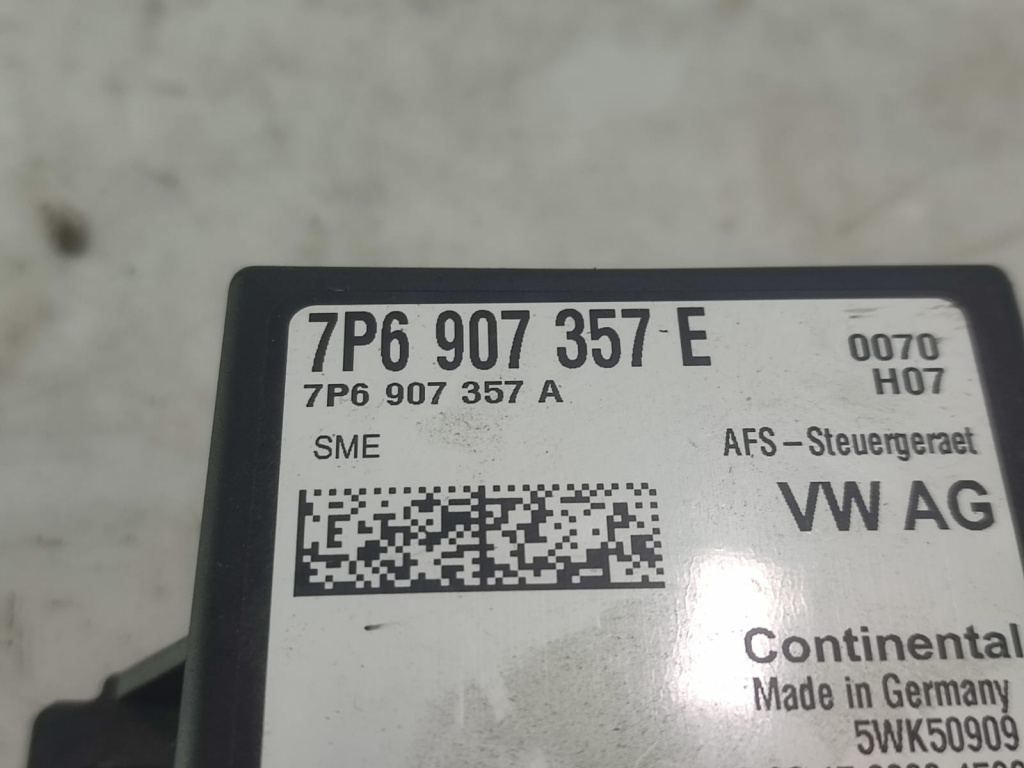 7P6 907 357 E
0070
7P6 907 357 A
H07
SME
AFS-Steuergeraet
VW AG
Continental
Made in Germany
5WK50909